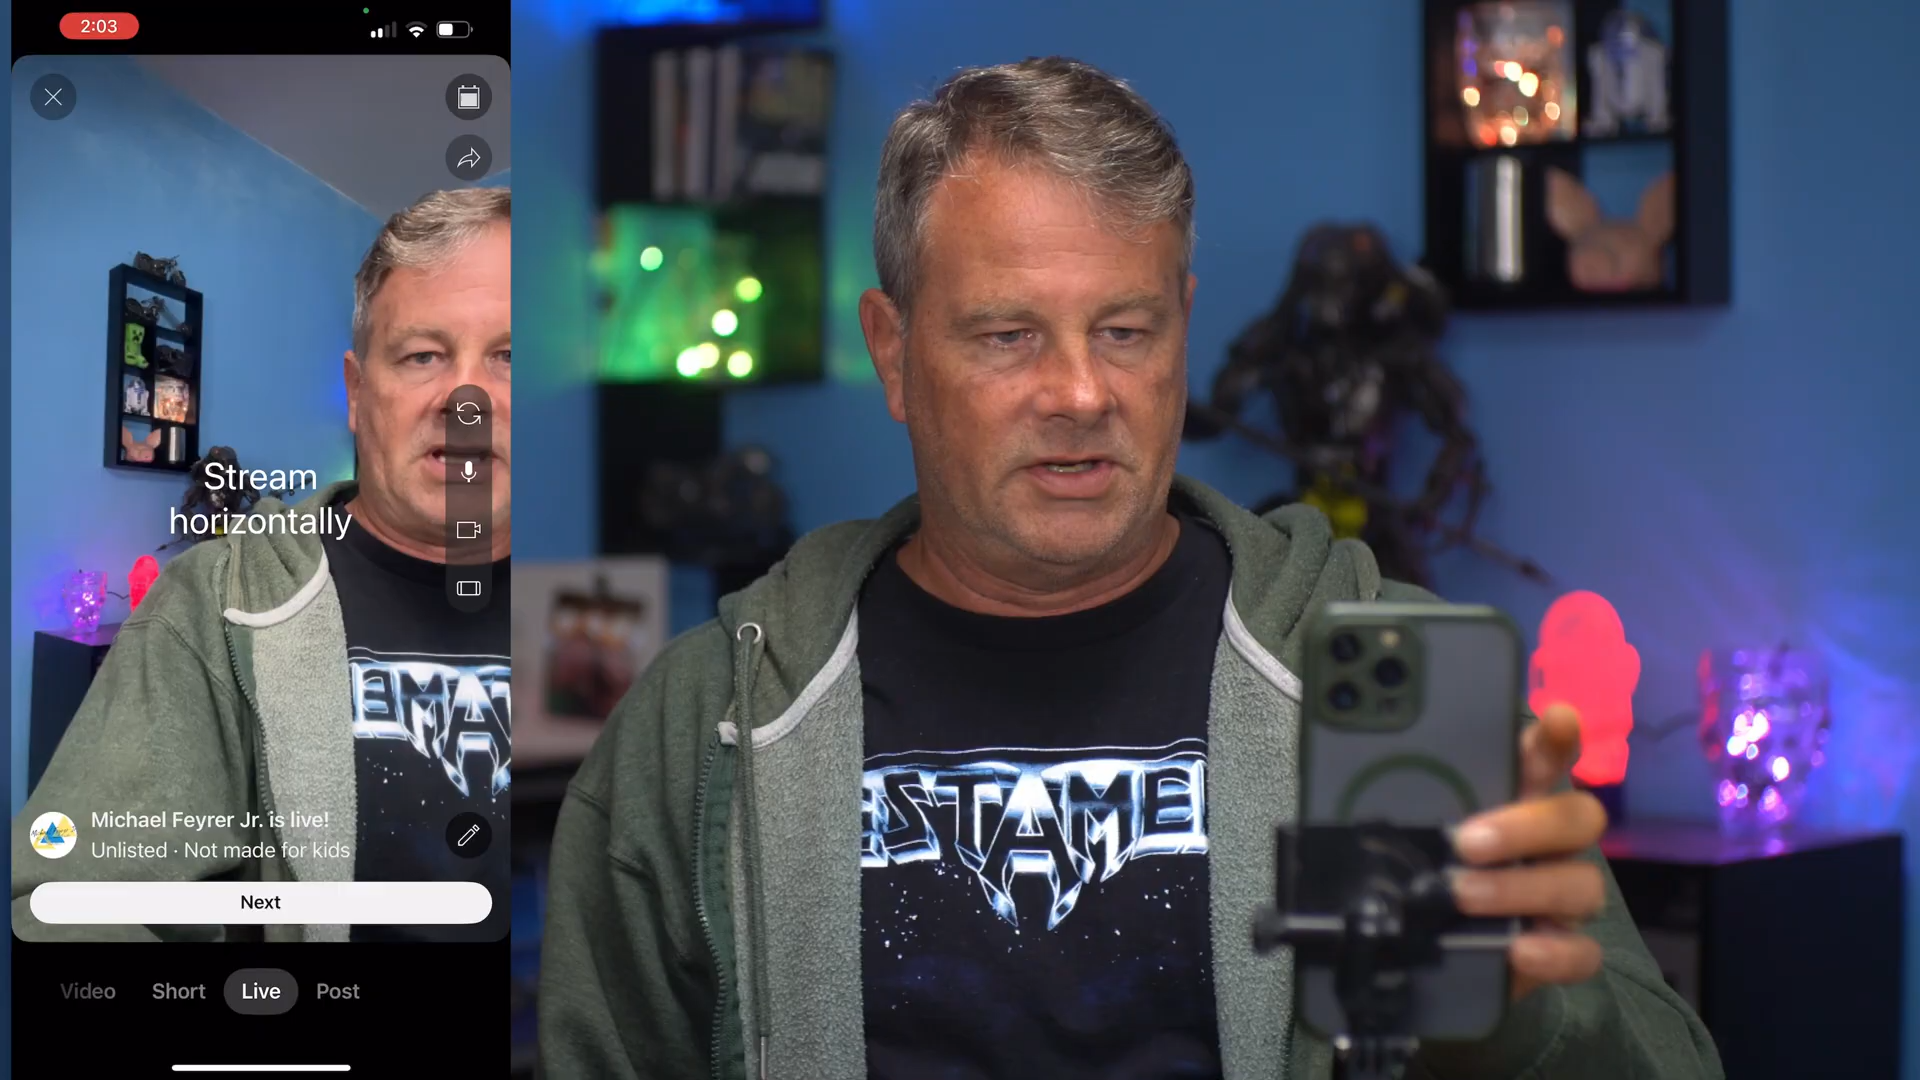 2:03
Stream
horizontally
Michael Feyrer Jr. is live!
Unlisted · Not made for kids
Next
Video Short Live Post
ESTAMEN